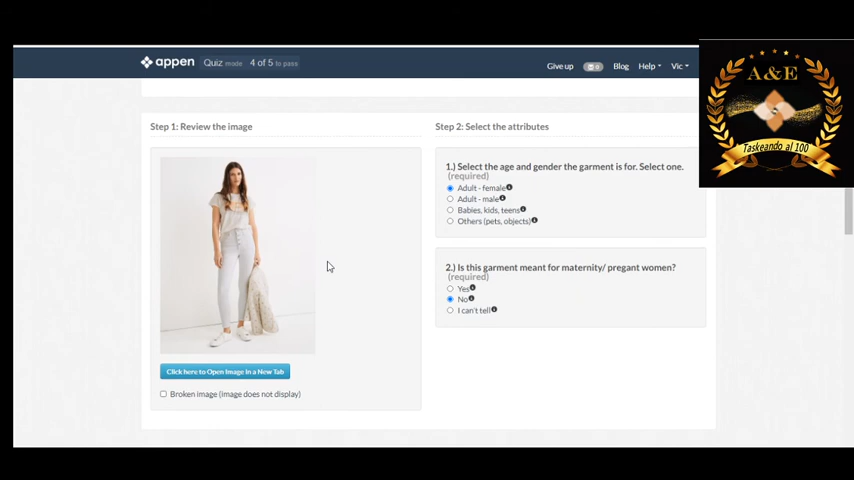 appen Quiz mode 4 of 5 to pass
Give up 0 Blog Help Vic
A&E
Taskeando al 100
Step 1: Review the image
Step 2: Select the attributes
1.) Select the age and gender the garment is for. Select one.
(required)
Adult - female
Adult - male
Babies, kids, teens
Others (pets, objects)
2.) Is this garment meant for maternity/ pregant women?
(required)
Yes
No
I can't tell
Click here to Open Image in a New Tab
Broken image (image does not display)